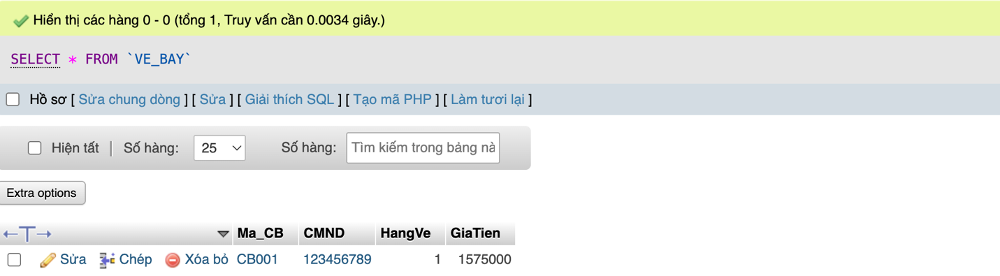 Hiển thị các hàng 0 - 0 (tổng 1, Truy vấn cần 0.0034 giây.)
SELECT * FROM `VE_BAY`
Hồ sơ [ Sửa chung dòng ] [ Sửa ] [ Giải thích SQL ] [ Tạo mã PHP ] [ Làm tươi lại ]
Hiện tất | Số hàng: 25 Số hàng: Tìm kiếm trong bảng nà
Extra options
←T→ Ma_CB CMND HangVe GiaTien
Sửa Chép Xóa bỏ CB001 123456789 1 1575000